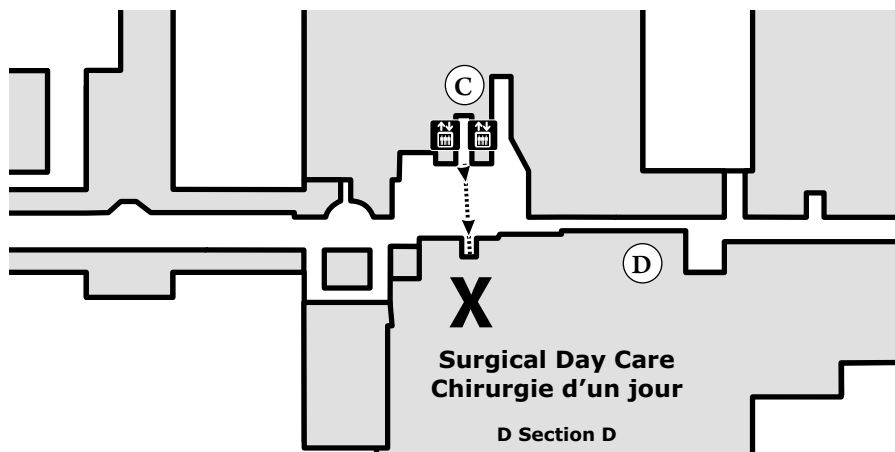 C
D
X
Surgical Day Care
Chirurgie d’un jour
D Section D